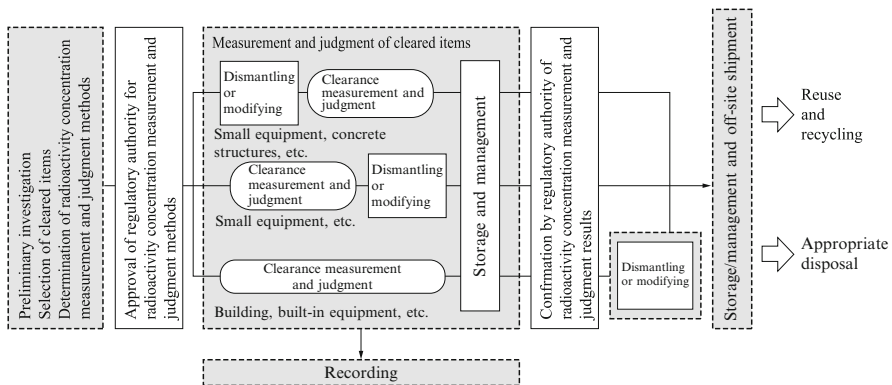 Preliminary investigation
Selection of cleared items
Determination of radioactivity concentration
measurement and judgment methods
Approval of regulatory authority for
radioactivity concentration measurement and
judgment methods
Measurement and judgment of cleared items
Dismantling
or
modifying
Clearance
measurement and
judgment
Small equipment, concrete
structures, etc.
Clearance
measurement and
judgment
Dismantling
or
modifying
Small equipment, etc.
Clearance measurement
and judgment
Building, built-in equipment, etc.
Storage and management
Recording
Confirmation by regulatory authority of
radioactivity concentration measurement and
judgment results
Dismantling
or modifying
Storage/management and off-site shipment
Reuse
and
recycling
Appropriate
disposal